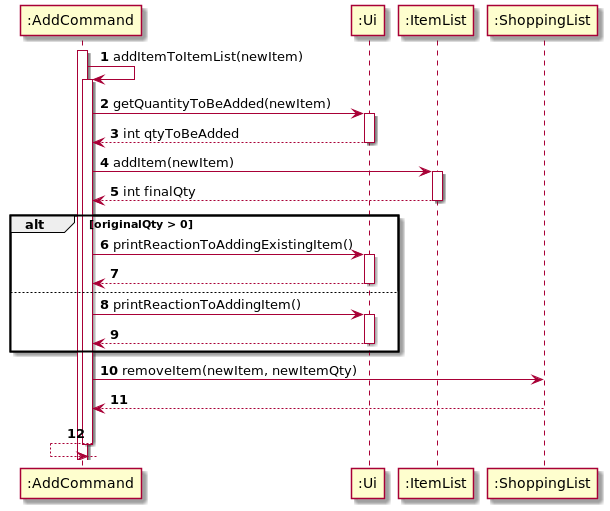 :AddCommand :Ui :ItemList :ShoppingList
1 addItemToItemList(newItem)
2 getQuantityToBeAdded(newItem)
3 int qtyToBeAdded
4 addItem(newItem)
5 int finalQty
alt [originalQty > 0]
6 printReactionToAddingExistingItem()
7
8 printReactionToAddingItem()
9
10 removeItem(newItem, newItemQty)
11
12
:AddCommand :Ui :ItemList :ShoppingList